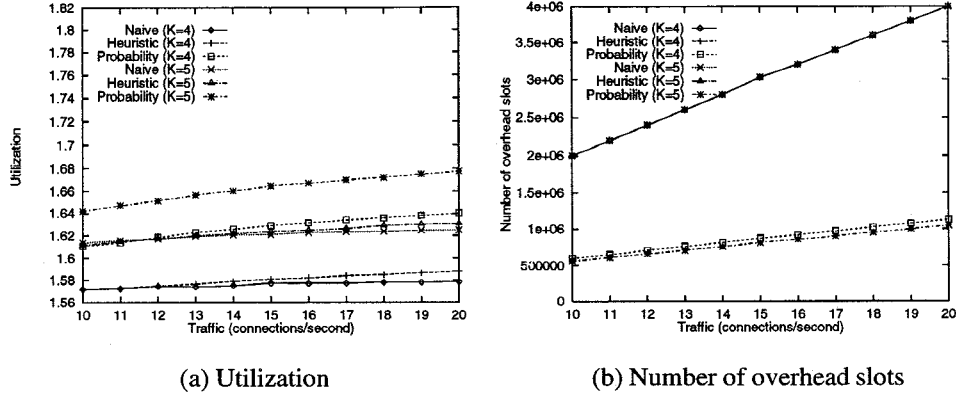 1.82
1.8
1.78
1.76
1.74
1.72
1.7
1.68
1.66
1.64
1.62
1.6
1.58
1.56
Utilization
Naive (K=4)
Heuristic (K=4)
Probability (K=4)
Naive (K=5)
Heuristic (K=5)
Probability (K=5)
10 11 12 13 14 15 16 17 18 19 20
Traffic (connections/second)
(a) Utilization
4e+06
3.5e+06
3e+06
2.5e+06
2e+06
1.5e+06
1e+06
500000
0
Number of overhead slots
Naive (K=4)
Heuristic (K=4)
Probability (K=4)
Naive (K=5)
Heuristic (K=5)
Probability (K=5)
10 11 12 13 14 15 16 17 18 19 20
Traffic (connections/second)
(b) Number of overhead slots